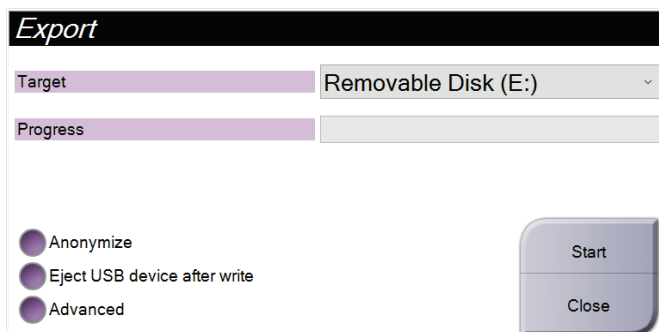 Export
Target
Removable Disk (E:)
Progress
Anonymize
Eject USB device after write
Advanced
Start
Close